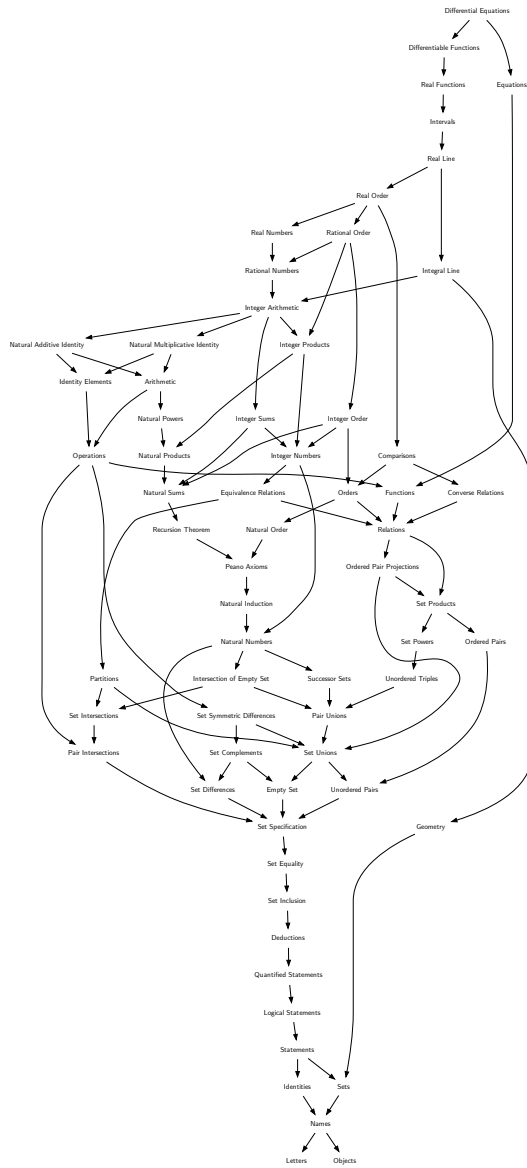 Differential Equations
Differentiable Functions
Real Functions
Equations
Intervals
Real Line
Real Order
Real Numbers
Rational Order
Rational Numbers
Integral Line
Integer Arithmetic
Natural Additive Identity
Natural Multiplicative Identity
Integer Products
Identity Elements
Arithmetic
Natural Powers
Integer Sums
Integer Order
Operations
Natural Products
Integer Numbers
Comparisons
Natural Sums
Equivalence Relations
Orders
Functions
Converse Relations
Recursion Theorem
Natural Order
Relations
Peano Axioms
Ordered Pair Projections
Natural Induction
Set Products
Natural Numbers
Set Powers
Ordered Pairs
Partitions
Intersection of Empty Set
Successor Sets
Unordered Triples
Set Intersections
Set Symmetric Differences
Pair Unions
Pair Intersections
Set Complements
Set Unions
Set Differences
Empty Set
Unordered Pairs
Set Specification
Geometry
Set Equality
Set Inclusion
Deductions
Quantified Statements
Logical Statements
Statements
Identities
Sets
Names
Letters
Objects